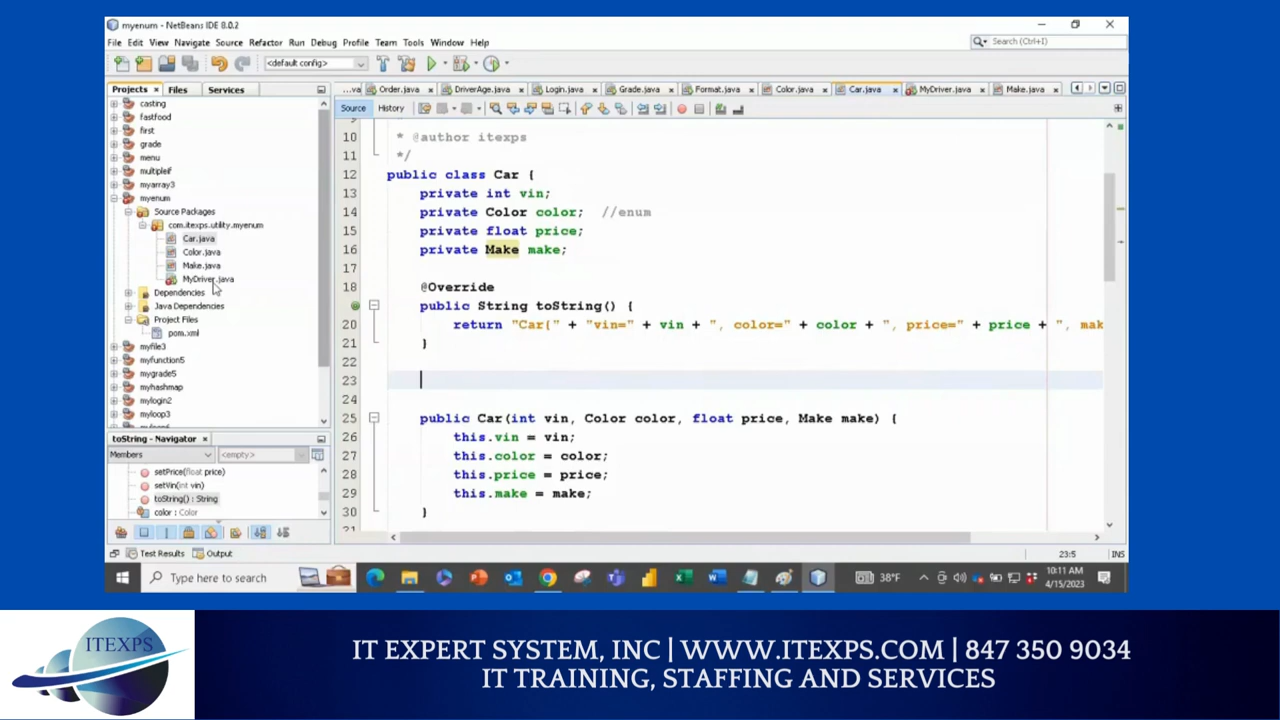 myenum - NetBeans IDE 8.0.2
File Edit View Navigate Source Refactor Run Debug Profile Team Tools Window Help
Search (Ctrl+I)
<default config>
Projects Files Services
casting
fastfood
first
grade
menu
multipleif
myarray3
myenum
Source Packages
com.itexps.utility.myenum
Car.java
Color.java
Make.java
MyDriver.java
Dependencies
Java Dependencies
Project Files
pom.xml
myfile3
myfunction5
mygrade5
myhashmap
mylogin2
myloop3
toString - Navigator
Members <empty>
setPrice(float price)
setVin(int vin)
toString() : String
color : Color
...va Order.java DriverAge.java Login.java Grade.java Format.java Color.java Car.java MyDriver.java Make.java
Source History
10 * @author itexps
11 */
12 public class Car {
13 private int vin;
14 private Color color; //enum
15 private float price;
16 private Make make;
17
18 @Override
19 public String toString() {
20 return "Car{" + "vin=" + vin + ", color=" + color + ", price=" + price + ", mak
21 }
22
23
24
25 public Car(int vin, Color color, float price, Make make) {
26 this.vin = vin;
27 this.color = color;
28 this.price = price;
29 this.make = make;
30 }
Test Results Output
23:5 INS
Type here to search
38°F
10:11 AM
4/15/2023
ITEXPS
IT EXPERT SYSTEM, INC | WWW.ITEXPS.COM | 847 350 9034
IT TRAINING, STAFFING AND SERVICES